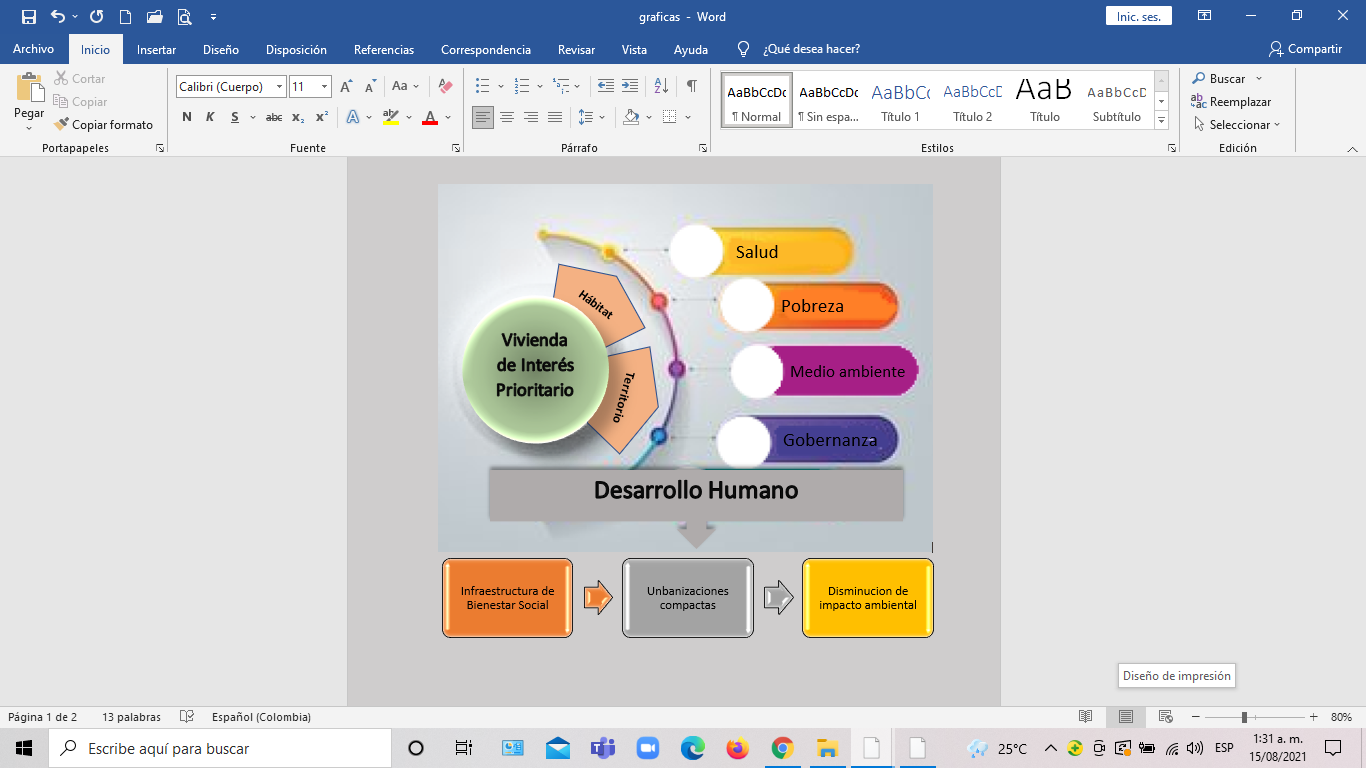 graficas - Word
Inic. ses.
Archivo
Inicio
Insertar
Diseño
Disposición
Referencias
Correspondencia
Revisar
Vista
Ayuda
¿Qué desea hacer?
Compartir
Pegar
Cortar
Copiar
Copiar formato
Portapapeles
Calibri (Cuerpo)
11
Aa
N K S abc x₂ x²
A
aby
A
Fuente
Párrafo
AaBbCcDc
¶ Normal
AaBbCcDc
¶ Sin espa...
AaBbCc
Título 1
AaBbCcD
Título 2
AaB
Título
AaBbCcD
Subtítulo
Estilos
Buscar
Reemplazar
Seleccionar
Edición
Salud
Pobreza
Medio ambiente
Gobernanza
Hábitat
Territorio
Vivienda
de Interés
Prioritario
Desarrollo Humano
Infraestructura de
Bienestar Social
Unbanizaciones
compactas
Disminucion de
impacto ambiental
Diseño de impresión
Página 1 de 2
13 palabras
Español (Colombia)
80%
Escribe aquí para buscar
25°C
ESP
1:31 a. m.
15/08/2021